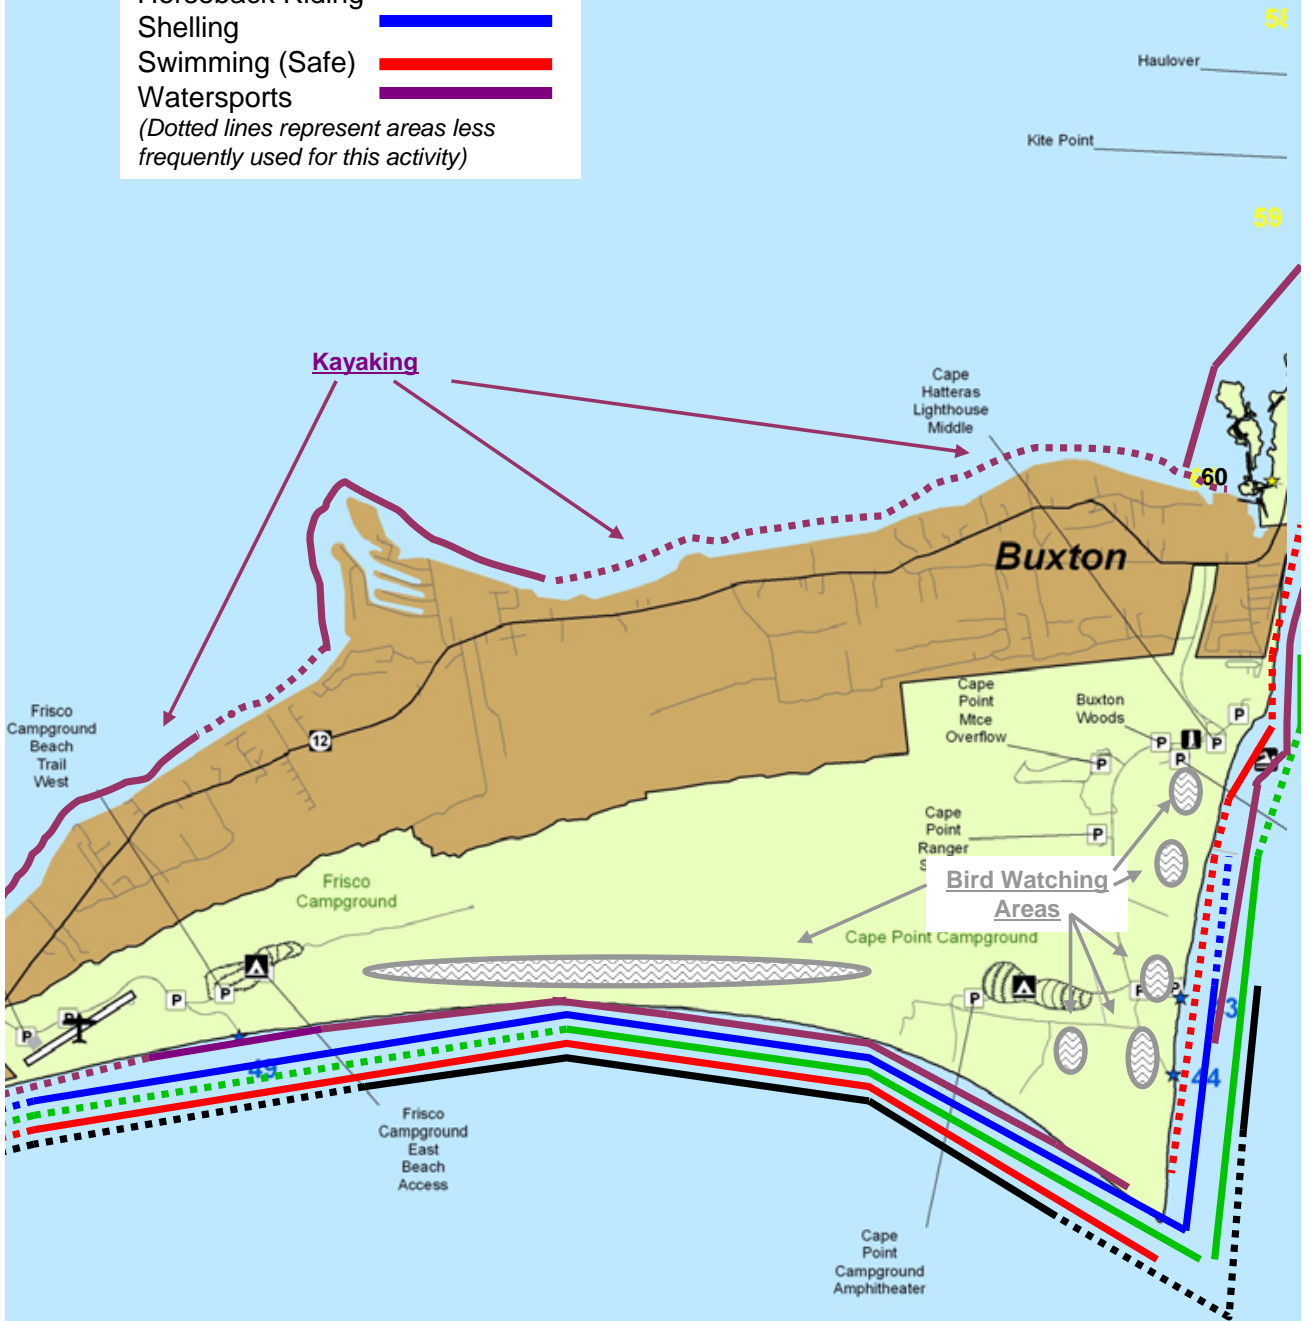 Horseback Riding
Shelling
Swimming (Safe)
Watersports
(Dotted lines represent areas less
frequently used for this activity)
58
Haulover
Kite Point
59
Kayaking
Cape
Hatteras
Lighthouse
Middle
60
Buxton
Frisco
Campground
Beach
Trail
West
12
Cape
Point
Mtce
Overflow
Buxton
Woods
P
P
P
P
P
Cape
Point
Ranger
P
Bird Watching
Areas
Frisco
Campground
Cape Point Campground
P
P
P
P
P
P
P
49
44
Frisco
Campground
East
Beach
Access
Cape
Point
Campground
Amphitheater